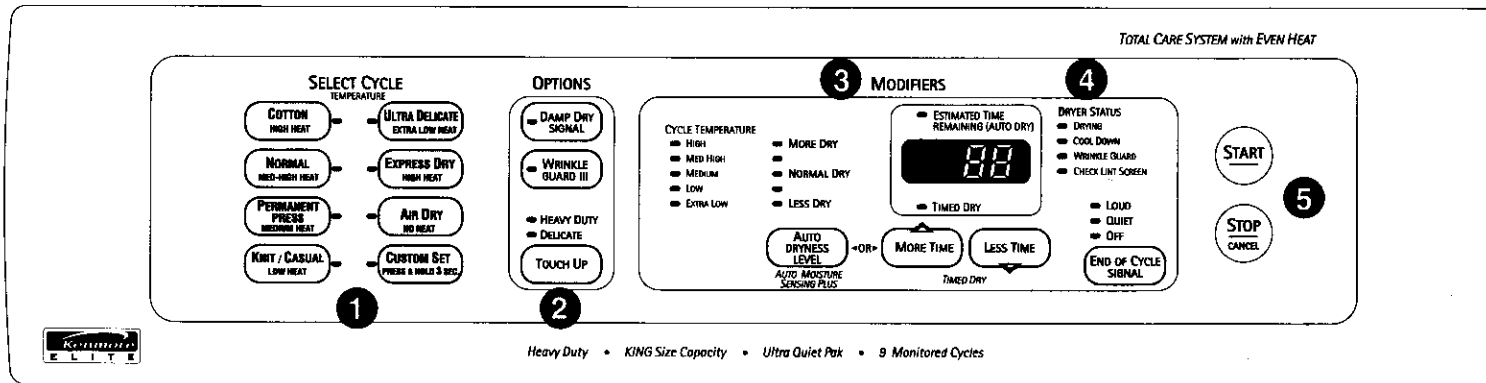 TOTAL CARE SYSTEM with EVEN HEAT
3 MODIFIERS
4
SELECT CYCLE
TEMPERATURE
COTTON
HIGH HEAT
ULTRA DELICATE
EXTRA LOW HEAT
NORMAL
MED-HIGH HEAT
EXPRESS DRY
HIGH HEAT
PERMANENT
PRESS
MEDIUM HEAT
AIR DRY
NO HEAT
KNIT / CASUAL
LOW HEAT
CUSTOM SET
PRESS & HOLD 3 SEC.
1
OPTIONS
DAMP DRY
SIGNAL
WRINKLE
GUARD III
HEAVY DUTY
DELICATE
TOUCH UP
2
CYCLE TEMPERATURE
HIGH
MED HIGH
MEDIUM
LOW
EXTRA LOW
MORE DRY
NORMAL DRY
LESS DRY
AUTO
DRYNESS
LEVEL
AUTO MOISTURE
SENSING PLUS
OR
ESTIMATED TIME
REMAINING (AUTO DRY)
88
TIMED DRY
MORE TIME
LESS TIME
TIMED DRY
DRYER STATUS
DRYING
COOL DOWN
WRINKLE GUARD
CHECK LINT SCREEN
LOUD
QUIET
OFF
END OF CYCLE
SIGNAL
START
STOP
CANCEL
5
Kenmore
ELITE
Heavy Duty • KING Size Capacity • Ultra Quiet Pak • 9 Monitored Cycles